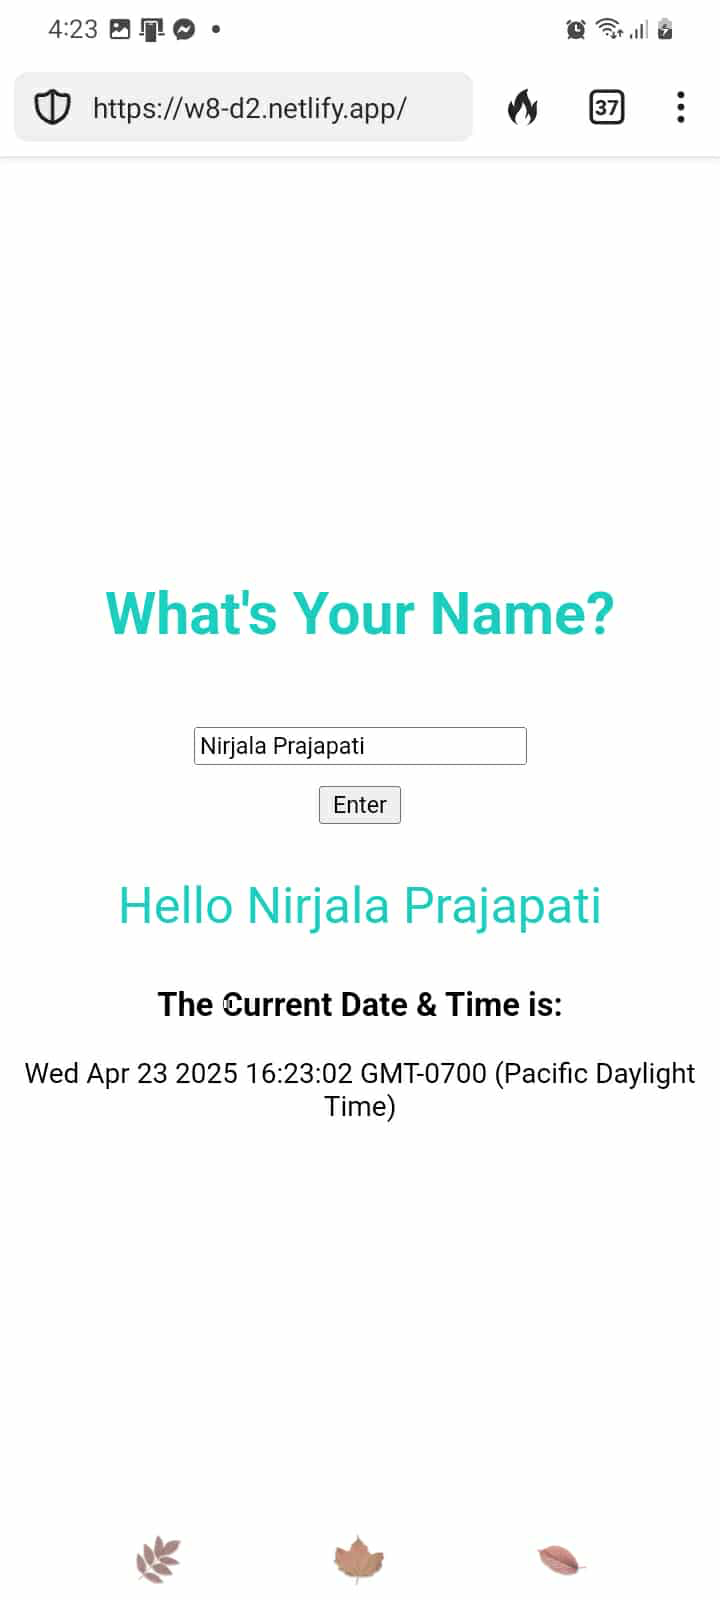 4:23
https://w8-d2.netlify.app/
37
What's Your Name?
Nirjala Prajapati
Enter
Hello Nirjala Prajapati
The Current Date & Time is:
Wed Apr 23 2025 16:23:02 GMT-0700 (Pacific Daylight
Time)